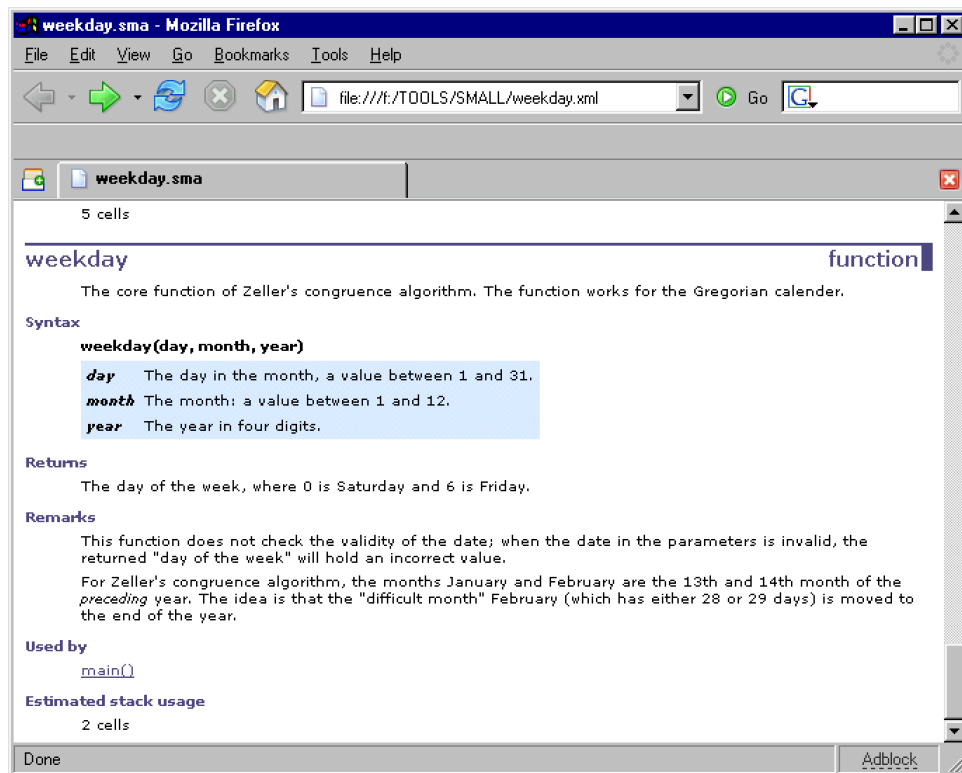 weekday.sma - Mozilla Firefox
File Edit View Go Bookmarks Tools Help
file:///f:/TOOLS/SMALL/weekday.xml Go G
weekday.sma
5 cells
weekday function
The core function of Zeller's congruence algorithm. The function works for the Gregorian calender.
Syntax
weekday(day, month, year)
day The day in the month, a value between 1 and 31.
month The month: a value between 1 and 12.
year The year in four digits.
Returns
The day of the week, where 0 is Saturday and 6 is Friday.
Remarks
This function does not check the validity of the date; when the date in the parameters is invalid, the
returned "day of the week" will hold an incorrect value.
For Zeller's congruence algorithm, the months January and February are the 13th and 14th month of the
preceding year. The idea is that the "difficult month" February (which has either 28 or 29 days) is moved to
the end of the year.
Used by
main()
Estimated stack usage
2 cells
Done Adblock